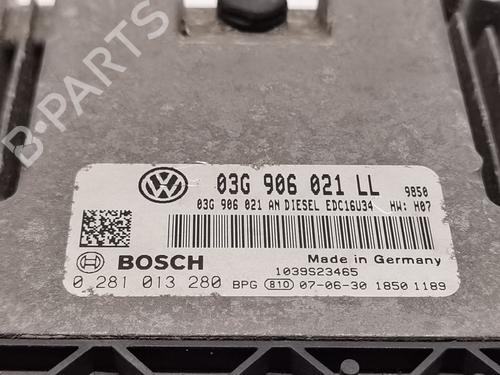 B-PARTS
03G 906 021 LL 9850
03G 906 021 AN DIESEL EDC16U34 HW: H07
BOSCH Made in Germany
1039S23465
0 281 013 280 BPG 810 07-06-30 1850 1189